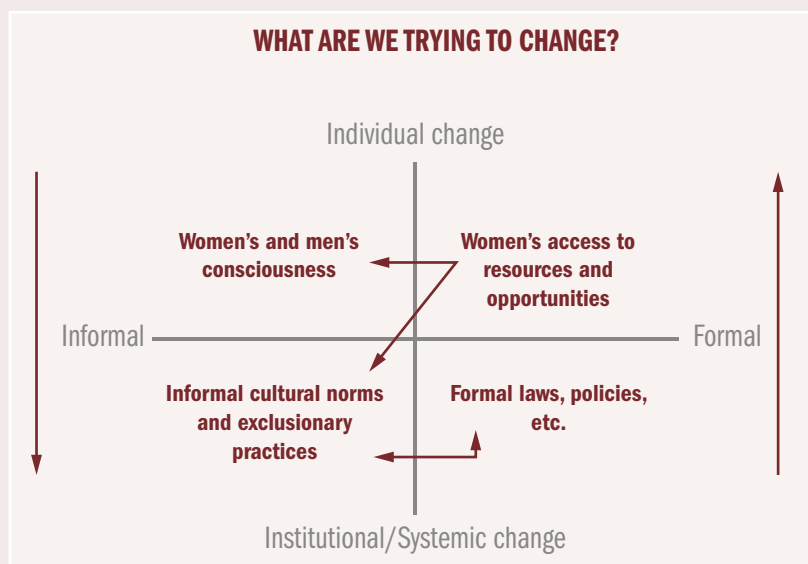 WHAT ARE WE TRYING TO CHANGE?
Individual change
Women’s and men’s
consciousness
Women’s access to
resources and
opportunities
Informal
Formal
Informal cultural norms
and exclusionary
practices
Formal laws, policies,
etc.
Institutional/Systemic change